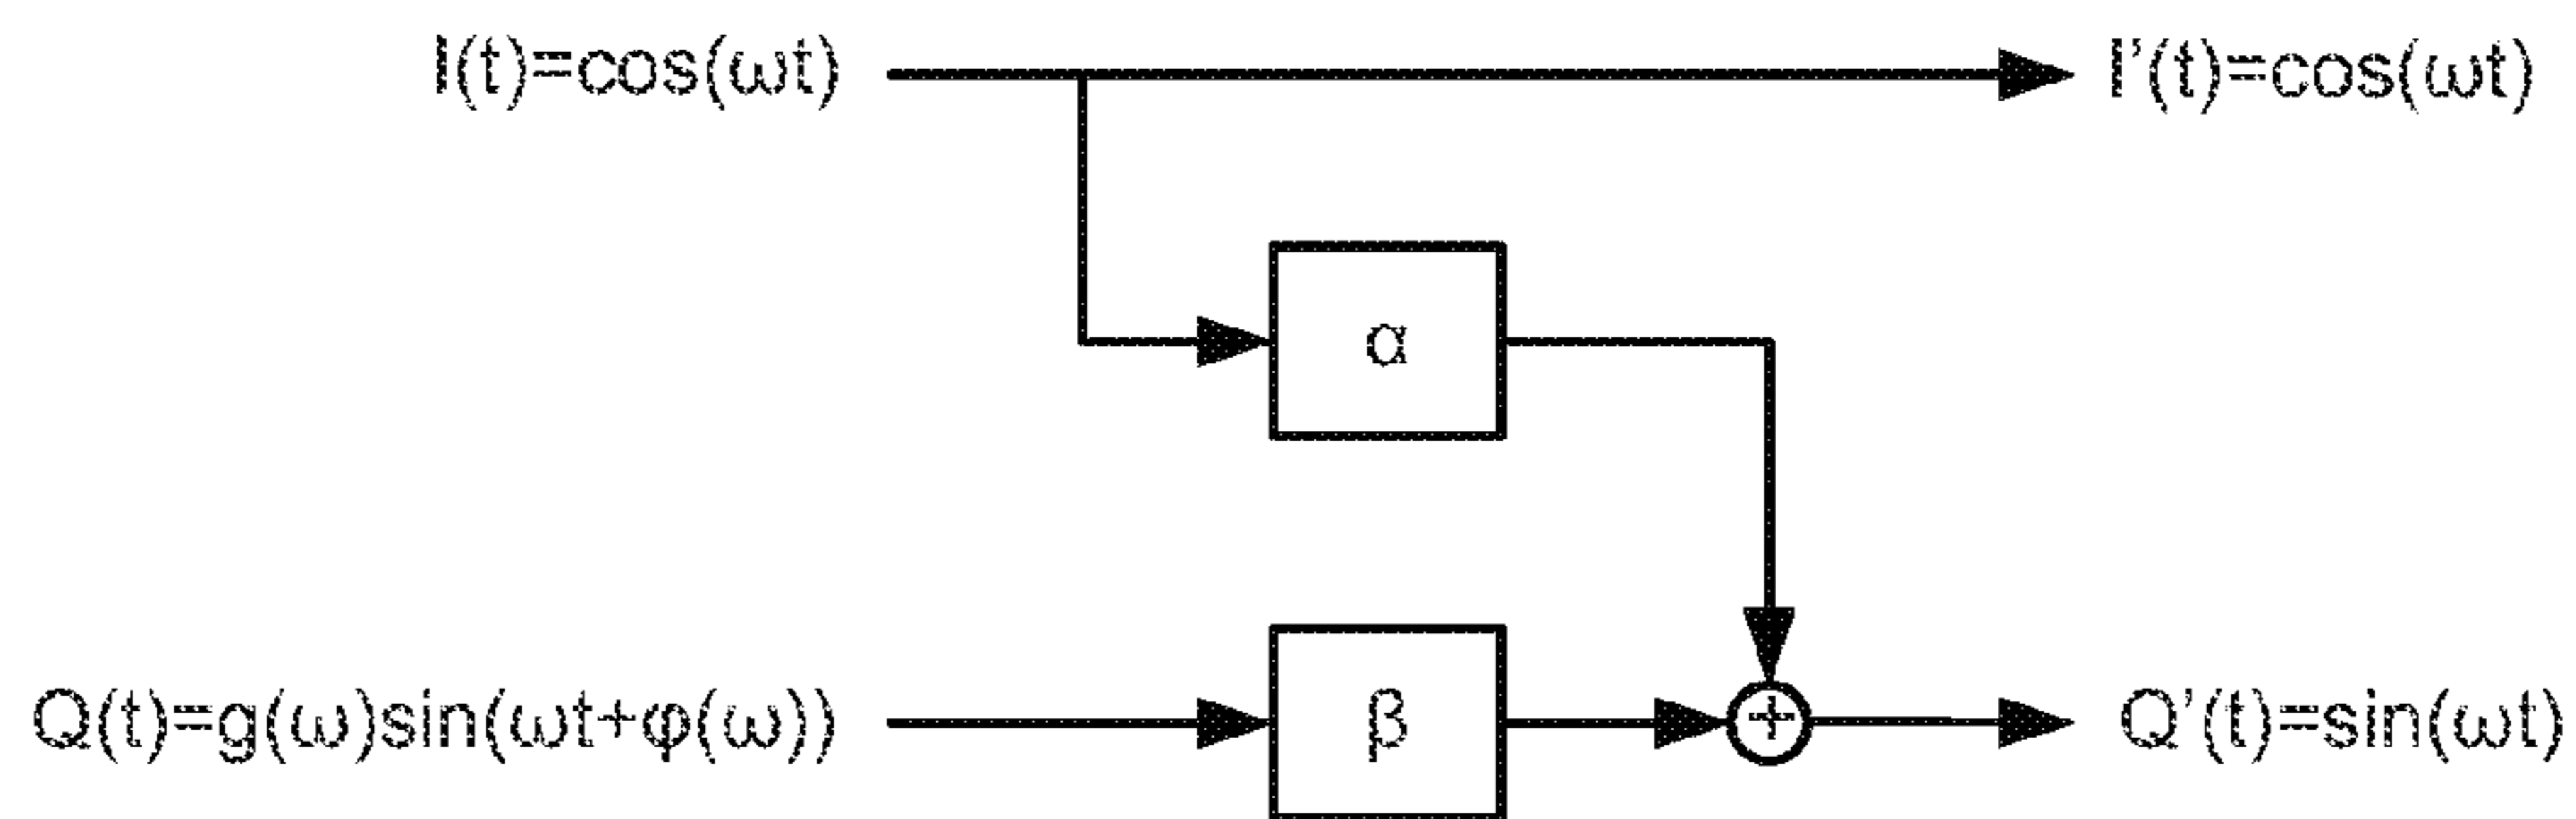 I(t)=cos(ωt)
I'(t)=cos(ωt)
α
Q(t)=g(ω)sin(ωt+φ(ω))
β
+
Q'(t)=sin(ωt)